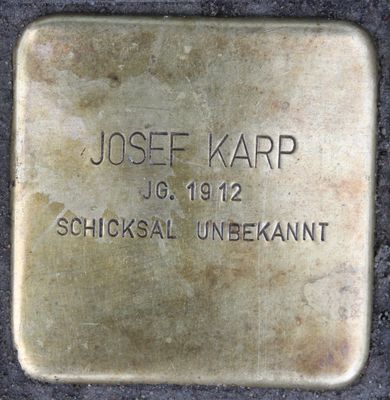 JOSEF KARP
JG. 1912
SCHICKSAL UNBEKANNT